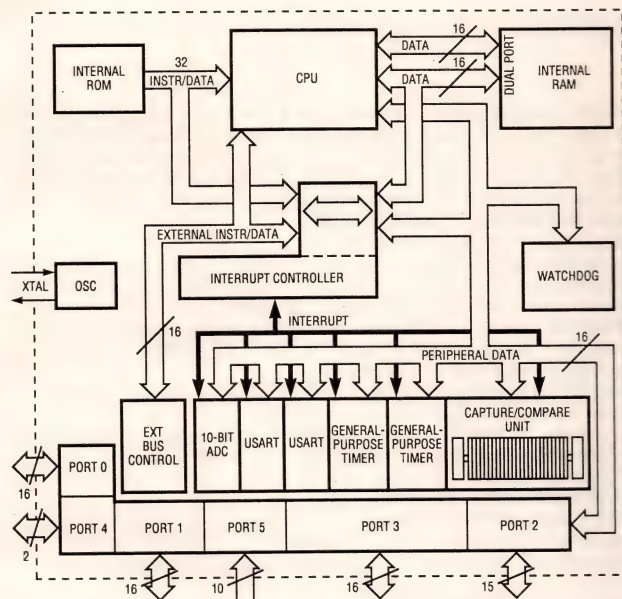 INTERNAL
ROM
32
INSTR/DATA
CPU
16
DATA
16
DATA
DUAL PORT
INTERNAL
RAM
EXTERNAL INSTR/DATA
INTERRUPT CONTROLLER
WATCHDOG
XTAL
OSC
16
INTERRUPT
PERIPHERAL DATA
16
EXT
BUS
CONTROL
10-BIT
ADC
USART
USART
GENERAL-
PURPOSE
TIMER
GENERAL-
PURPOSE
TIMER
CAPTURE/COMPARE
UNIT
PORT 0
16
PORT 4
2
PORT 1
PORT 5
PORT 3
PORT 2
16
10
16
15